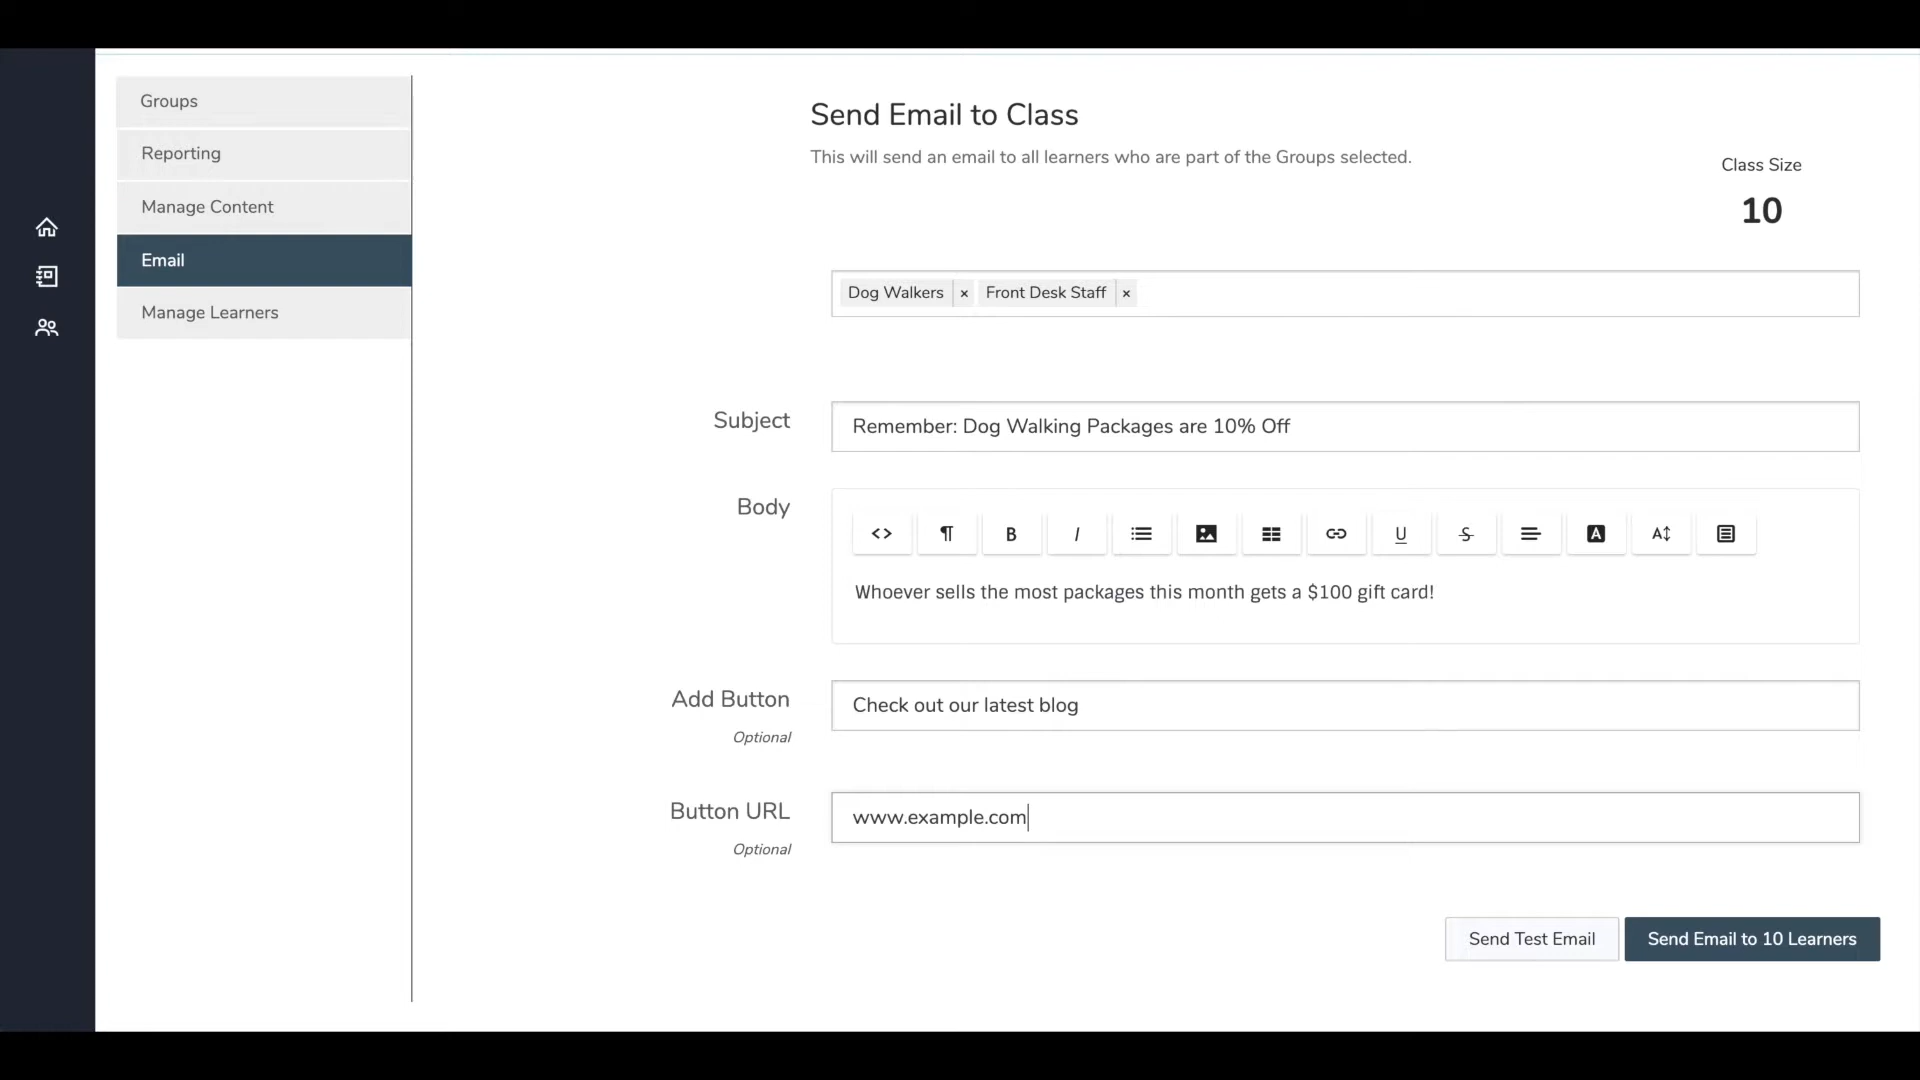 Groups
Reporting
Manage Content
Email
Manage Learners
Send Email to Class
This will send an email to all learners who are part of the Groups selected.
Class Size
10
Dog Walkers × Front Desk Staff ×
Subject
Remember: Dog Walking Packages are 10% Off
Body
<> ¶ B I U S A A
Whoever sells the most packages this month gets a $100 gift card!
Add Button
Optional
Check out our latest blog
Button URL
Optional
www.example.com
Send Test Email
Send Email to 10 Learners